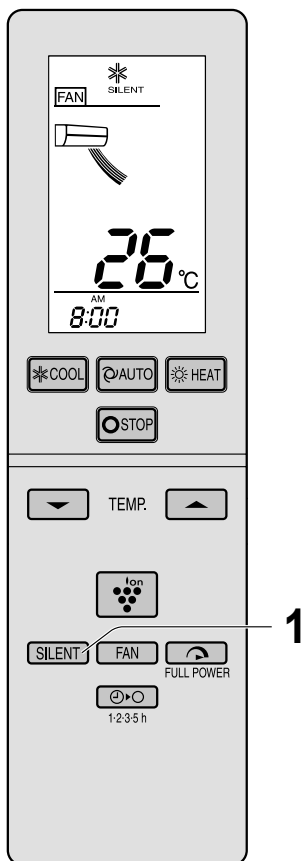 SILENT
FAN
26 °C
AM
8:00
COOL AUTO HEAT
STOP
TEMP.
Ion
1
SILENT FAN
FULL POWER
1·2·3·5 h